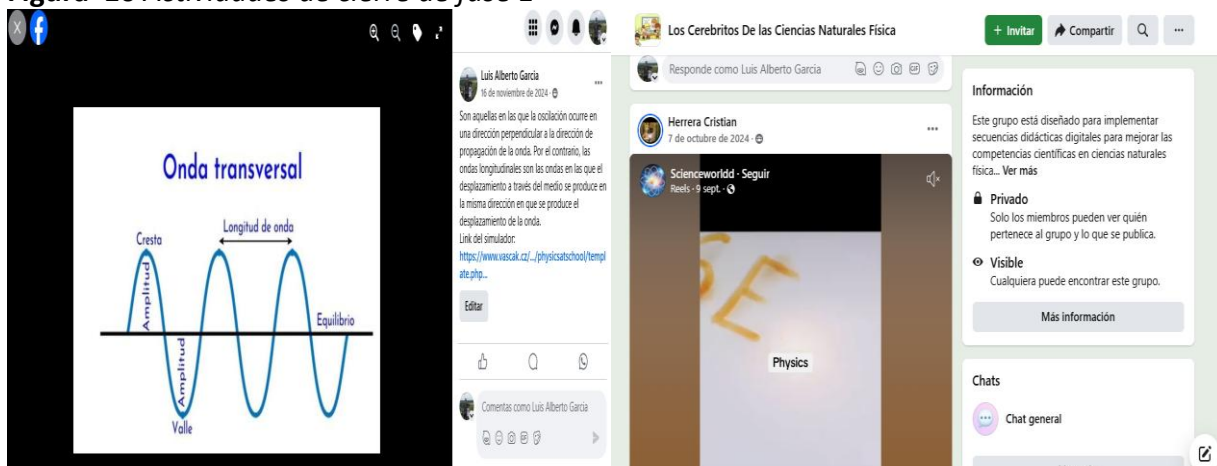 Onda transversal
Cresta
Longitud de onda
Amplitud
Equilibrio
Amplitud
Valle
Luis Alberto Garcia
16 de noviembre de 2024 ·
Son aquellas en las que la oscilación ocurre en
una dirección perpendicular a la dirección de
propagación de la onda. Por el contrario, las
ondas longitudinales son las ondas en las que el
desplazamiento a través del medio se produce en
la misma dirección en que se produce el
desplazamiento de la onda.
Link del simulador:
https://www.vascak.cz/.../physicsatschool/templ
ate.php...
Editar
Comentas como Luis Alberto Garcia
Los Cerebritos De las Ciencias Naturales Física
+ Invitar
Compartir
Responde como Luis Alberto Garcia
Herrera Cristian
7 de octubre de 2024 ·
Scienceworldd · Seguir
Reels · 9 sept. ·
SE
Physics
Información
Este grupo está diseñado para implementar
secuencias didácticas digitales para mejorar las
competencias científicas en ciencias naturales
física... Ver más
Privado
Solo los miembros pueden ver quién
pertenece al grupo y lo que se publica.
Visible
Cualquiera puede encontrar este grupo.
Más información
Chats
Chat general